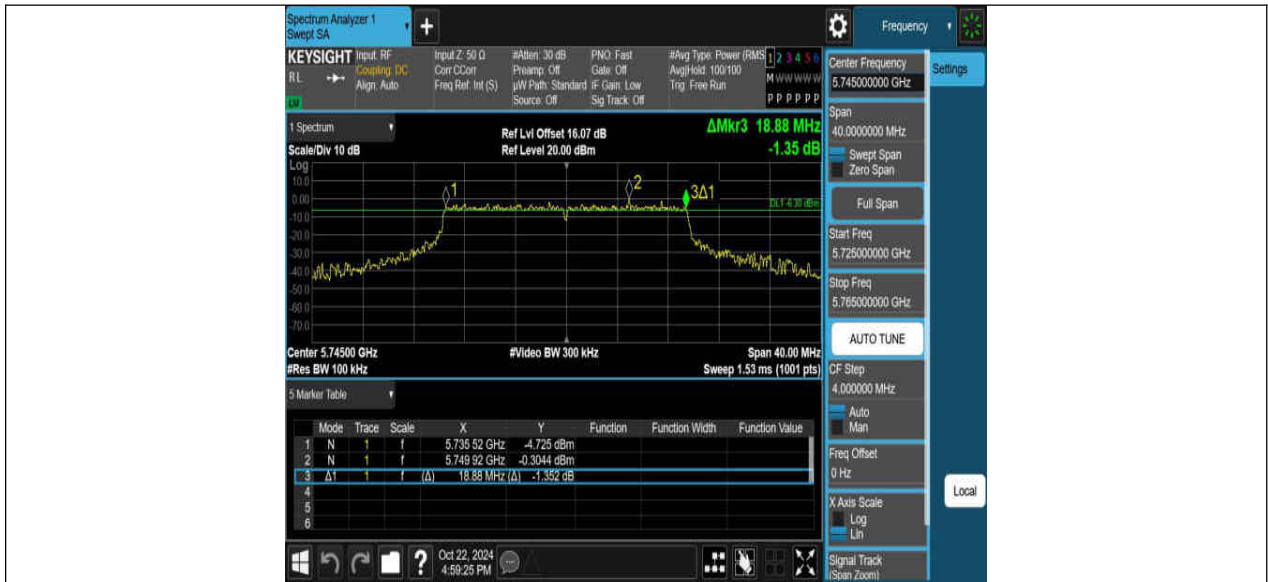 Spectrum Analyzer 1
Swept SA
+
Frequency
KEYSIGHT
RL
Input: RF
Coupling: DC
Align: Auto
Input Z: 50 Ω
Corr CCorr
Freq Ref: Int (S)
#Atten: 30 dB
Preamp: Off
µW Path: Standard
Source: Off
PNO: Fast
Gate: Off
IF Gain: Low
Sig Track: Off
#Avg Type: Power (RMS
Avg|Hold: 100/100
Trig: Free Run
1 2 3 4 5 6
M W W W W W
P P P P P P
1 Spectrum
Scale/Div 10 dB
Ref Lvl Offset 16.07 dB
Ref Level 20.00 dBm
ΔMkr3 18.88 MHz
-1.35 dB
Log
10.0
0.00
-10.0
-20.0
-30.0
-40.0
-50.0
-60.0
-70.0
1
2
3Δ1
Center 5.74500 GHz
#Res BW 100 kHz
#Video BW 300 kHz
Span 40.00 MHz
Sweep 1.53 ms (1001 pts)
5 Marker Table
Mode Trace Scale X Y Function Function Width Function Value
1 N 1 f 5.735 52 GHz -4.725 dBm
2 N 1 f 5.749 92 GHz -0.3044 dBm
3 Δ1 1 f (Δ) 18.88 MHz (Δ) -1.352 dB
4
5
6
?
Oct 22, 2024
4:59:25 PM
Center Frequency
5.745000000 GHz
Settings
Span
40.0000000 MHz
Swept Span
Zero Span
Full Span
Start Freq
5.725000000 GHz
Stop Freq
5.765000000 GHz
AUTO TUNE
CF Step
4.000000 MHz
Auto
Man
Freq Offset
0 Hz
X Axis Scale
Log
Lin
Local
Signal Track
(Span Zoom)